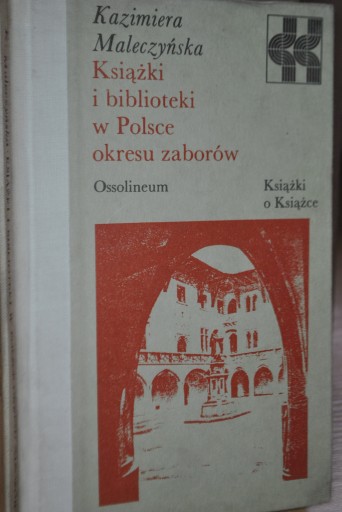 Kazimiera
Maleczyńska
Książki
i biblioteki
w Polsce
okresu zaborów
Ossolineum
Książki
o Książce